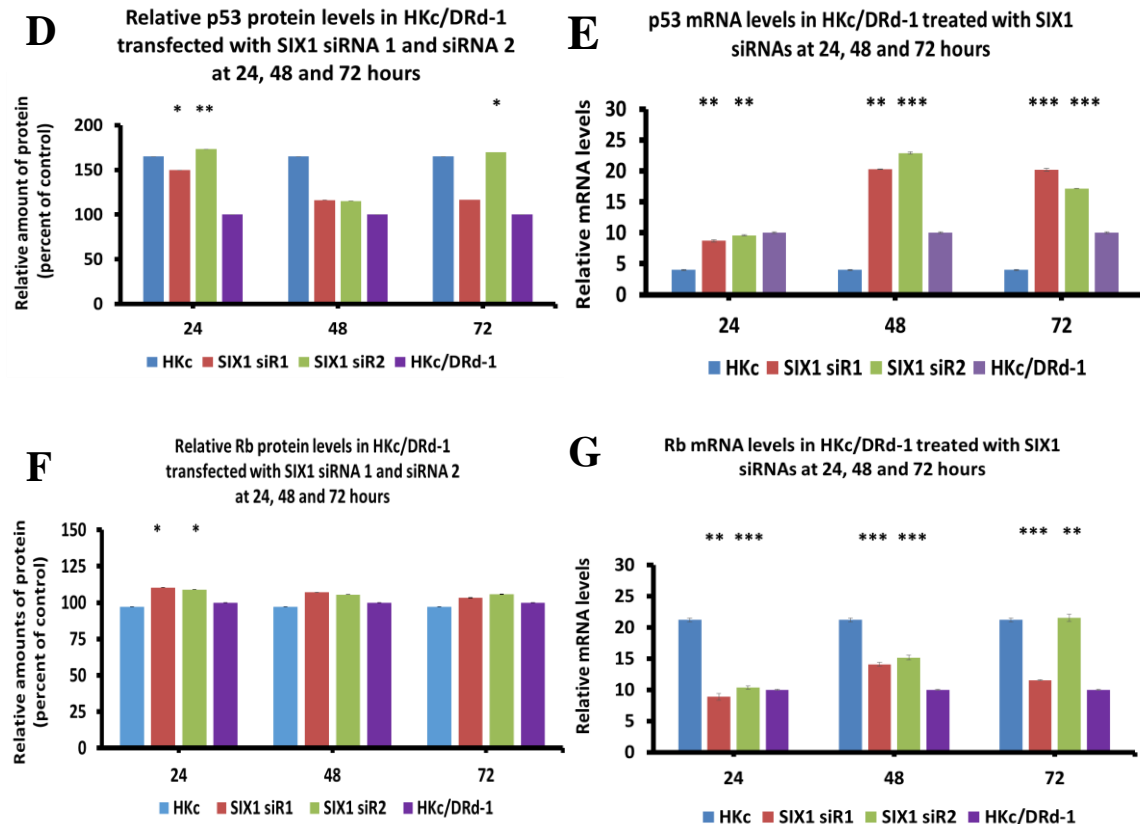 D
Relative p53 protein levels in HKc/DRd-1
transfected with SIX1 siRNA 1 and siRNA 2
at 24, 48 and 72 hours
Relative amount of protein
(percent of control)
* ** *
200
150
100
50
0
24 48 72
HKc SIX1 siR1 SIX1 siR2 HKc/DRd-1
E
p53 mRNA levels in HKc/DRd-1 treated with SIX1
siRNAs at 24, 48 and 72 hours
Relative mRNA levels
** ** ** *** *** ***
30
25
20
15
10
5
0
24 48 72
HKc SIX1 siR1 SIX1 siR2 HKc/DRd-1
F
Relative Rb protein levels in HKc/DRd-1
transfected with SIX1 siRNA 1 and siRNA 2
at 24, 48 and 72 hours
Relative amounts of protein
(percent of control)
* *
150
125
100
75
50
25
0
24 48 72
HKc SIX1 siR1 SIX1 siR2 HKc/DRd-1
G
Rb mRNA levels in HKc/DRd-1 treated with SIX1
siRNAs at 24, 48 and 72 hours
Relative mRNA levels
** *** *** *** *** **
30
25
20
15
10
5
0
24 48 72
HKc SIX1 siR1 SIX1 siR2 HKc/DRd-1